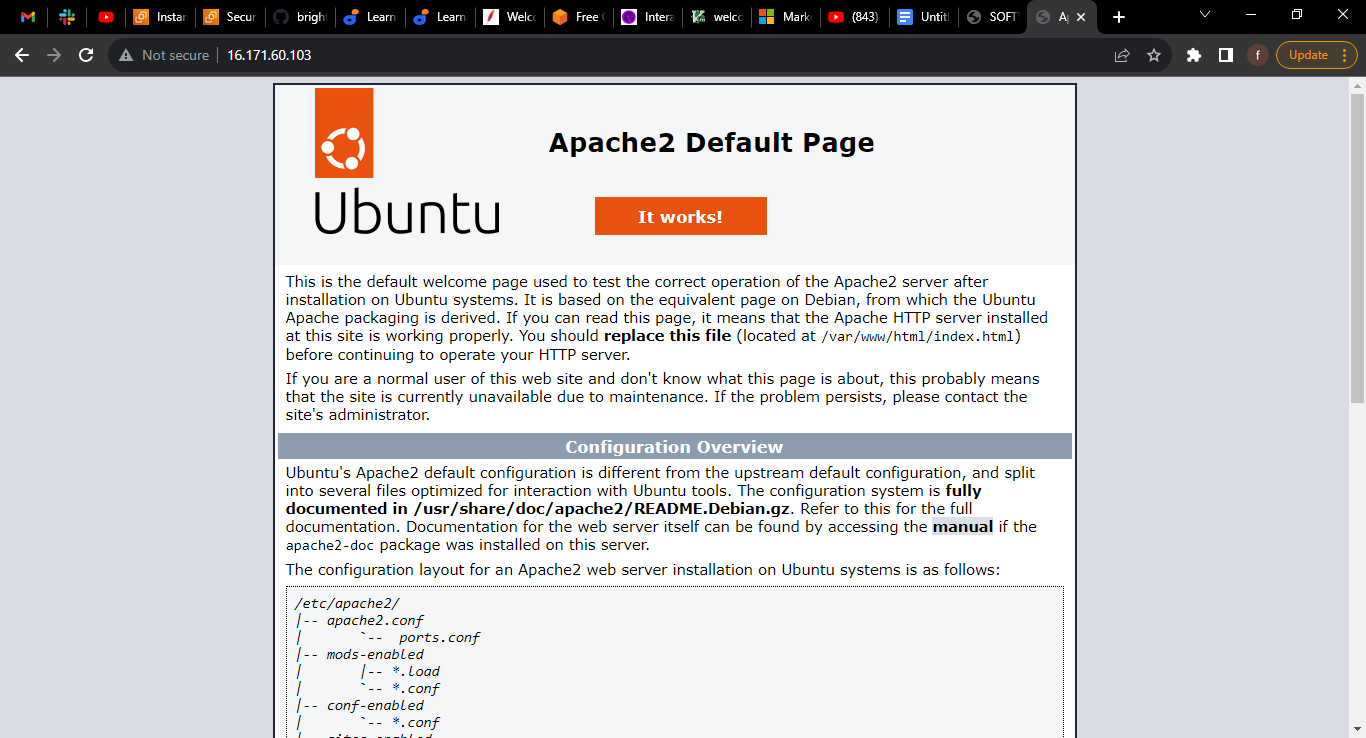 Instar
Secur
bright
Learn
Learn
Welco
Free
Intera
welco
Mark
(843)
Untitl
SOFT
Ap
Not secure
16.171.60.103
f
Update
Apache2 Default Page
Ubuntu
It works!
This is the default welcome page used to test the correct operation of the Apache2 server after
installation on Ubuntu systems. It is based on the equivalent page on Debian, from which the Ubuntu
Apache packaging is derived. If you can read this page, it means that the Apache HTTP server installed
at this site is working properly. You should replace this file (located at /var/www/html/index.html)
before continuing to operate your HTTP server.
If you are a normal user of this web site and don't know what this page is about, this probably means
that the site is currently unavailable due to maintenance. If the problem persists, please contact the
site's administrator.
Configuration Overview
Ubuntu's Apache2 default configuration is different from the upstream default configuration, and split
into several files optimized for interaction with Ubuntu tools. The configuration system is fully
documented in /usr/share/doc/apache2/README.Debian.gz. Refer to this for the full
documentation. Documentation for the web server itself can be found by accessing the manual if the
apache2-doc package was installed on this server.
The configuration layout for an Apache2 web server installation on Ubuntu systems is as follows:
/etc/apache2/
|-- apache2.conf
|       `--  ports.conf
|-- mods-enabled
|       |-- *.load
|       `-- *.conf
|-- conf-enabled
|       `-- *.conf
|-- sites-enabled